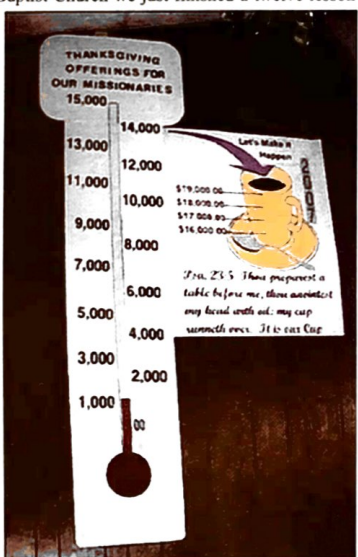 Baptist Church we just finished a twelve
THANKSGIVING
OFFERINGS FOR
OUR MISSIONARIES
15,000
14,000
13,000
12,000
11,000
10,000
9,000
8,000
7,000
6,000
5,000
4,000
3,000
2,000
1,000
00
Let's Make it
Happen
2007
$19,000.00
$18,000.00
$17,000.00
$16,000.00
Psa. 23:5 Thou preparest a
table before me, thou anointest
my head with oil; my cup
runneth over. It is our Cup